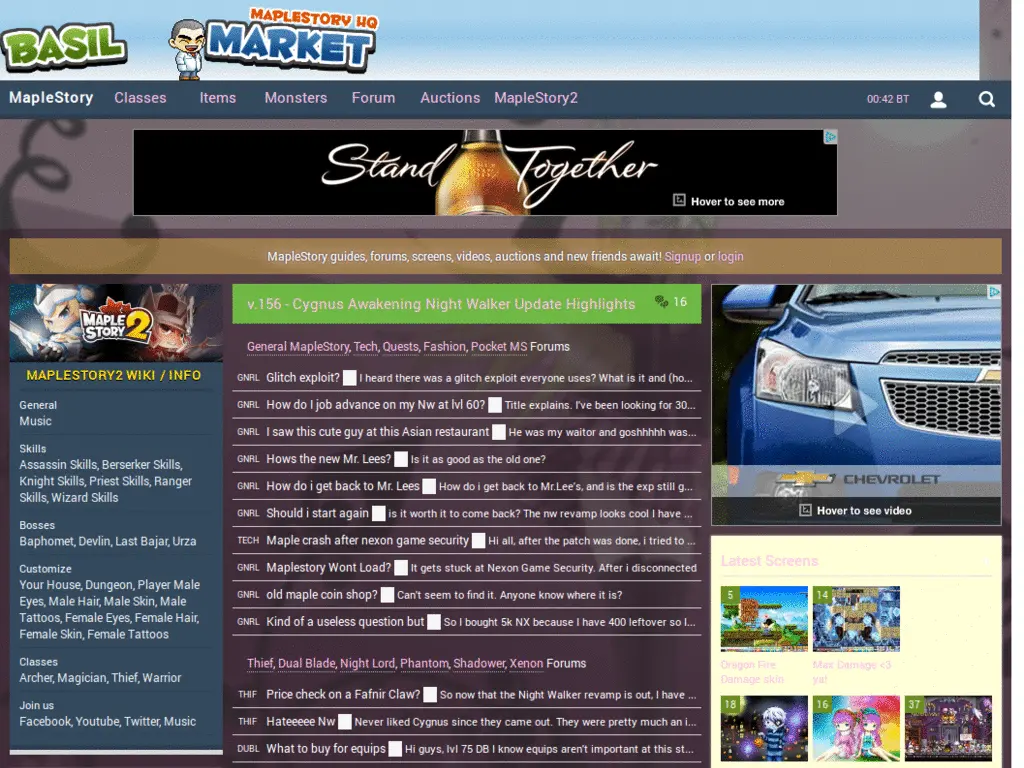 BASIL
MAPLESTORY HQ
MARKET
MapleStory Classes Items Monsters Forum Auctions MapleStory2 00:42 BT
Stand Together
Hover to see more
MapleStory guides, forums, screens, videos, auctions and new friends await! Signup or login
MAPLE
STORY 2
MAPLESTORY2 WIKI / INFO
General
Music
Skills
Assassin Skills, Berserker Skills,
Knight Skills, Priest Skills, Ranger
Skills, Wizard Skills
Bosses
Baphomet, Devlin, Last Bajar, Urza
Customize
Your House, Dungeon, Player Male
Eyes, Male Hair, Male Skin, Male
Tattoos, Female Eyes, Female Hair,
Female Skin, Female Tattoos
Classes
Archer, Magician, Thief, Warrior
Join us
Facebook, Youtube, Twitter, Music
v.156 - Cygnus Awakening Night Walker Update Highlights 16
General MapleStory, Tech, Quests, Fashion, Pocket MS Forums
GNRL Glitch exploit? I heard there was a glitch exploit everyone uses? What is it and (ho...
GNRL How do I job advance on my Nw at lvl 60? Title explains. I've been looking for 30...
GNRL I saw this cute guy at this Asian restaurant He was my waitor and goshhhhh was...
GNRL Hows the new Mr. Lees? Is it as good as the old one?
GNRL How do i get back to Mr. Lees How do i get back to Mr.Lee's, and is the exp still g...
GNRL Should i start again is it worth it to come back? The nw revamp looks cool I have ...
TECH Maple crash after nexon game security Hi all, after the patch was done, i tried to ...
GNRL Maplestory Wont Load? It gets stuck at Nexon Game Security. After i disconnected
GNRL old maple coin shop? Can't seem to find it. Anyone know where it is?
GNRL Kind of a useless question but So I bought 5k NX because I have 400 leftover so I...
Thief, Dual Blade, Night Lord, Phantom, Shadower, Xenon Forums
THIF Price check on a Fafnir Claw? So now that the Night Walker revamp is out, I have ...
THIF Hateeeee Nw Never liked Cygnus since they came out. They were pretty much an i...
DUBL What to buy for equips Hi guys, lvl 75 DB I know equips aren't important at this st...
CHEVROLET
Hover to see video
Latest Screens
5 14
Dragon Fire
Damage skin
Max Damage <3
ya!
18 16 37